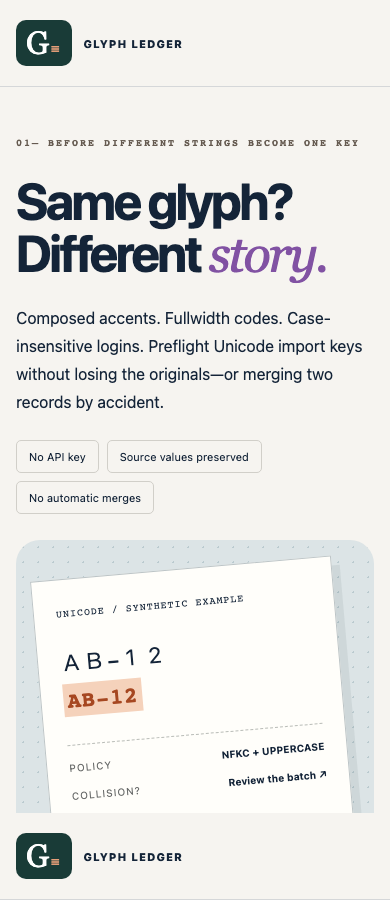 G
GLYPH LEDGER
01— BEFORE DIFFERENT STRINGS BECOME ONE KEY
Same glyph?
Different story.
Composed accents. Fullwidth codes. Case-
insensitive logins. Preflight Unicode import keys
without losing the originals—or merging two
records by accident.
No API key
Source values preserved
No automatic merges
UNICODE / SYNTHETIC EXAMPLE
AB-12
AB-12
POLICY
NFKC + UPPERCASE
COLLISION?
Review the batch ↗
G
GLYPH LEDGER